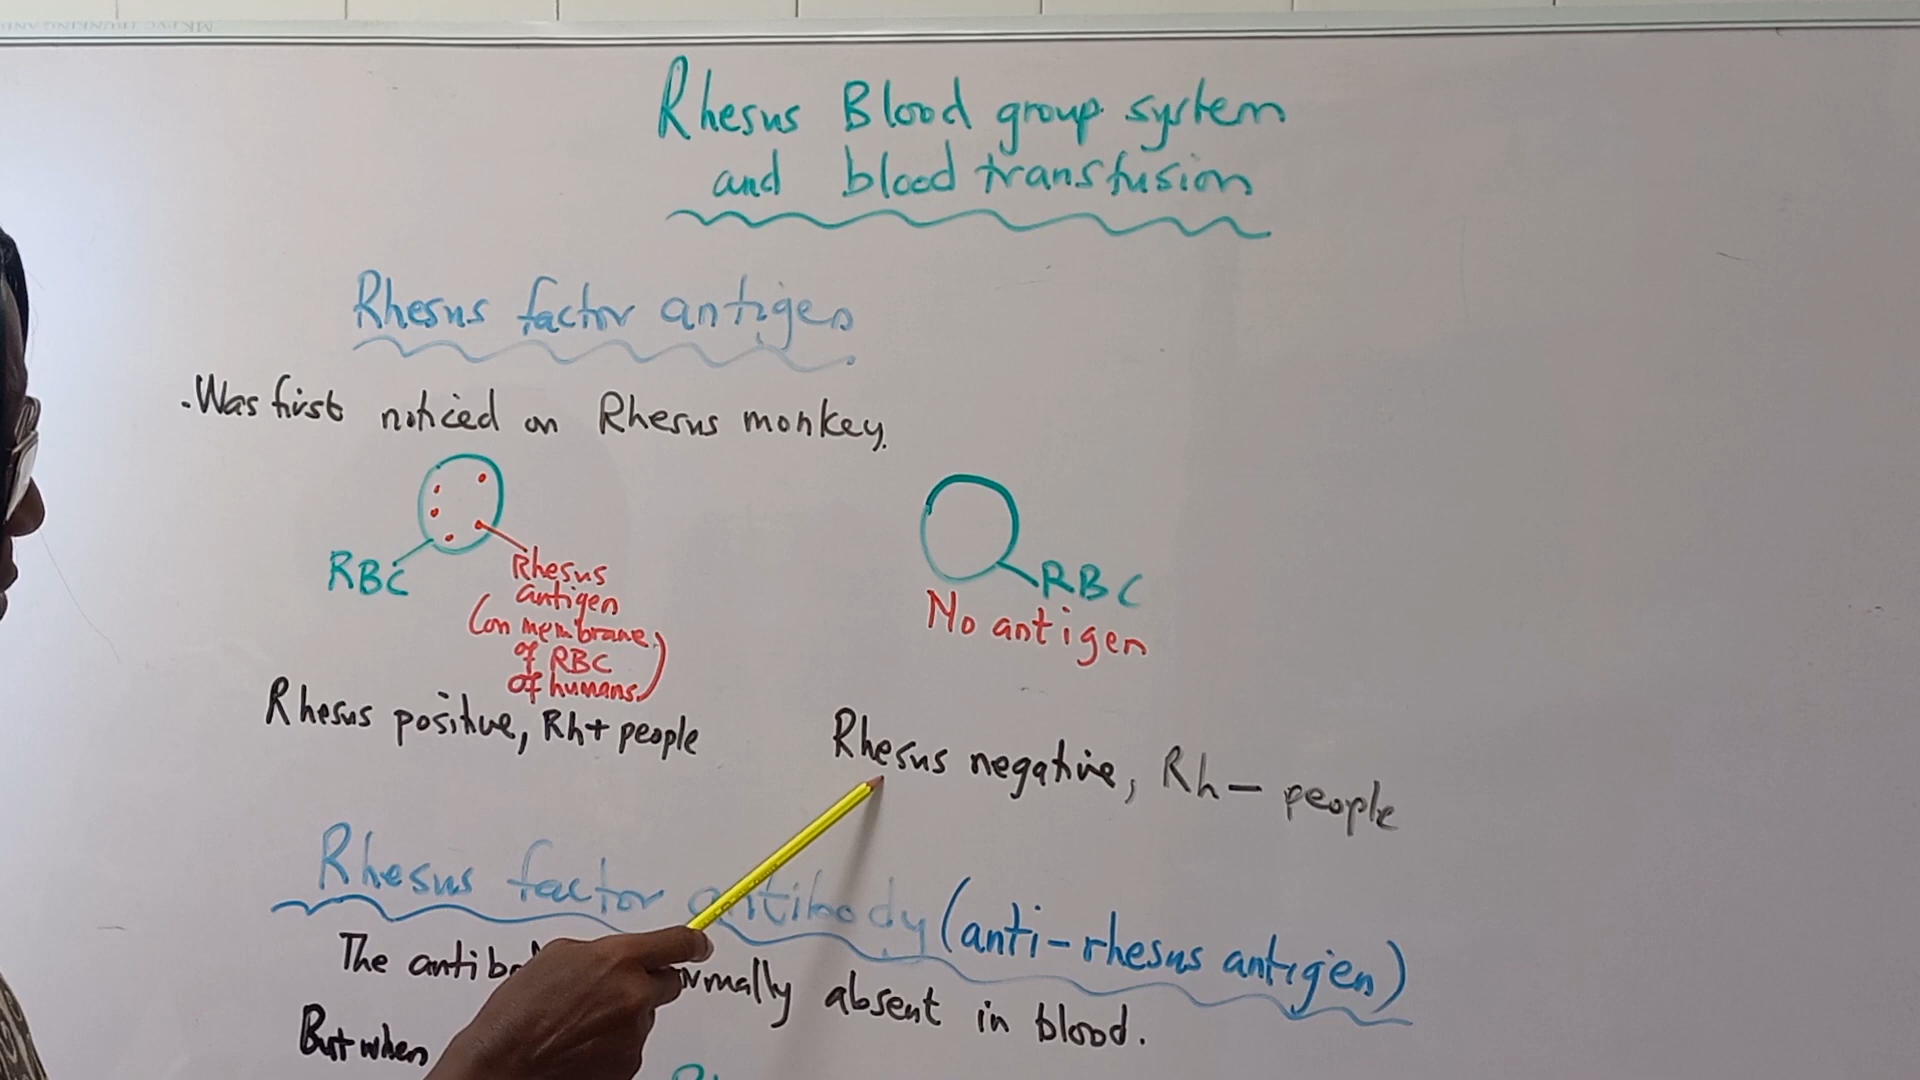 Rhesus Blood group system
and blood transfusion
Rhesus factor antigen
. Was first noticed on Rhesus monkey.
RBC
Rhesus
antigen
(on membrane
of RBC
of humans)
RBC
No antigen
Rhesus positive, Rh+ people
Rhesus negative, Rh- people
Rhesus factor antibody (anti-rhesus antigen)
The absent in blood.
But when